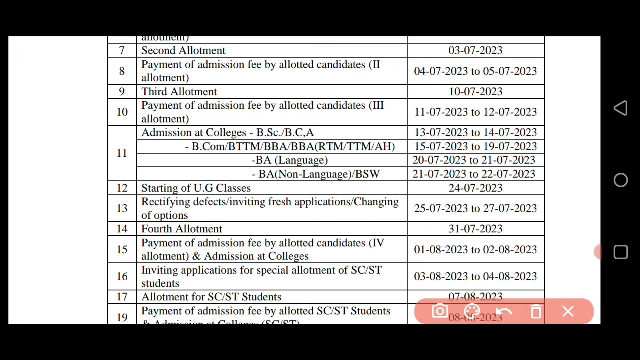 allotment)
7 Second Allotment 03-07-2023
8 Payment of admission fee by allotted candidates (II 04-07-2023 to 05-07-2023
allotment)
9 Third Allotment 10-07-2023
10 Payment of admission fee by allotted candidates (III 11-07-2023 to 12-07-2023
allotment)
11 Admission at Colleges - B.Sc./B.C,A 13-07-2023 to 14-07-2023
- B.Com/BTTM/BBA/BBA(RTM/TTM/AH) 15-07-2023 to 19-07-2023
-BA (Language) 20-07-2023 to 21-07-2023
- BA(Non-Language)/BSW 21-07-2023 to 22-07-2023
12 Starting of U.G Classes 24-07-2023
13 Rectifying defects/inviting fresh applications/Changing 25-07-2023 to 27-07-2023
of options
14 Fourth Allotment 31-07-2023
15 Payment of admission fee by allotted candidates (IV 01-08-2023 to 02-08-2023
allotment) & Admission at Colleges
16 Inviting applications for special allotment of SC/ST 03-08-2023 to 04-08-2023
students
17 Allotment for SC/ST Students 07-08-2023
19 Payment of admission fee by allotted SC/ST Students
& Admission at Colleges (SC/ST)